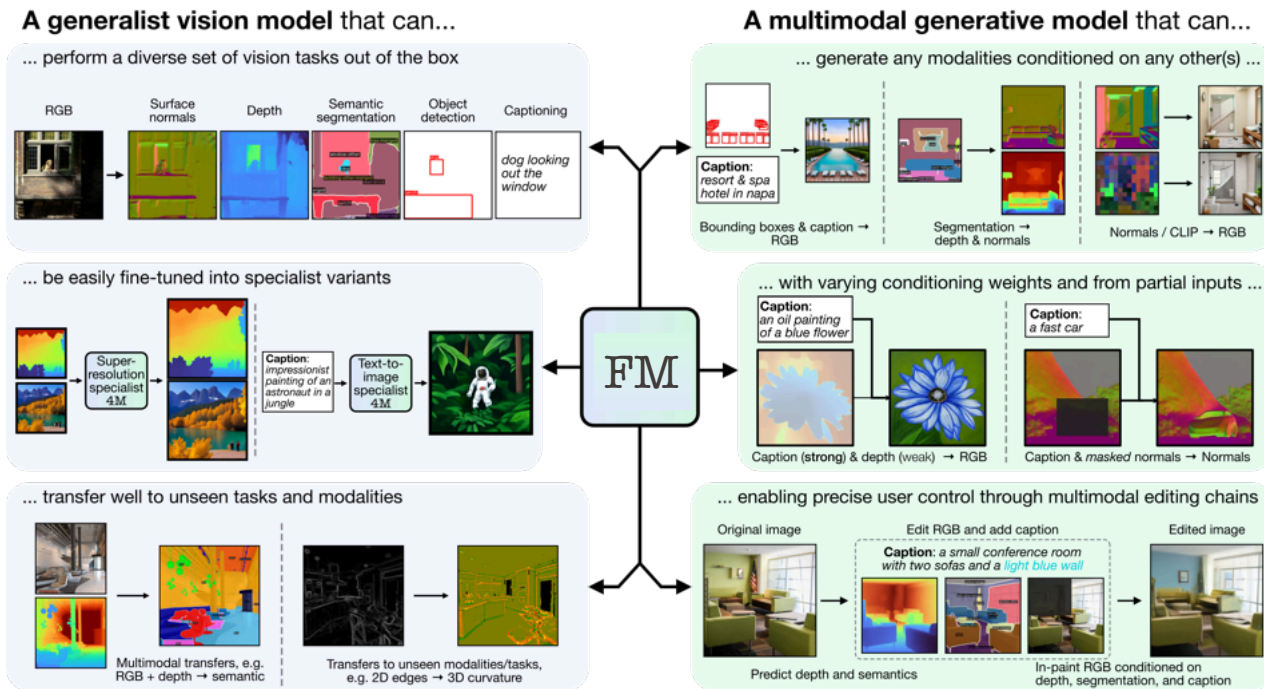 A generalist vision model that can...
... perform a diverse set of vision tasks out of the box
RGB
Surface
normals
Depth
Semantic
segmentation
Object
detection
Captioning
dog looking
out the
window
... be easily fine-tuned into specialist variants
Super-
resolution
specialist
4M
Caption:
impressionist
painting of an
astronaut in a
jungle
Text-to-
image
specialist
4M
... transfer well to unseen tasks and modalities
Multimodal transfers, e.g.
RGB + depth → semantic
Transfers to unseen modalities/tasks,
e.g. 2D edges → 3D curvature
FM
A multimodal generative model that can...
... generate any modalities conditioned on any other(s) ...
Caption:
resort & spa
hotel in napa
Bounding boxes & caption →
RGB
Segmentation →
depth & normals
Normals / CLIP → RGB
... with varying conditioning weights and from partial inputs ...
Caption:
an oil painting
of a blue flower
Caption (strong) & depth (weak) → RGB
Caption:
a fast car
Caption & masked normals → Normals
... enabling precise user control through multimodal editing chains
Original image
Edit RGB and add caption
Edited image
Caption: a small conference room
with two sofas and a light blue wall
Predict depth and semantics
In-paint RGB conditioned on
depth, segmentation, and caption